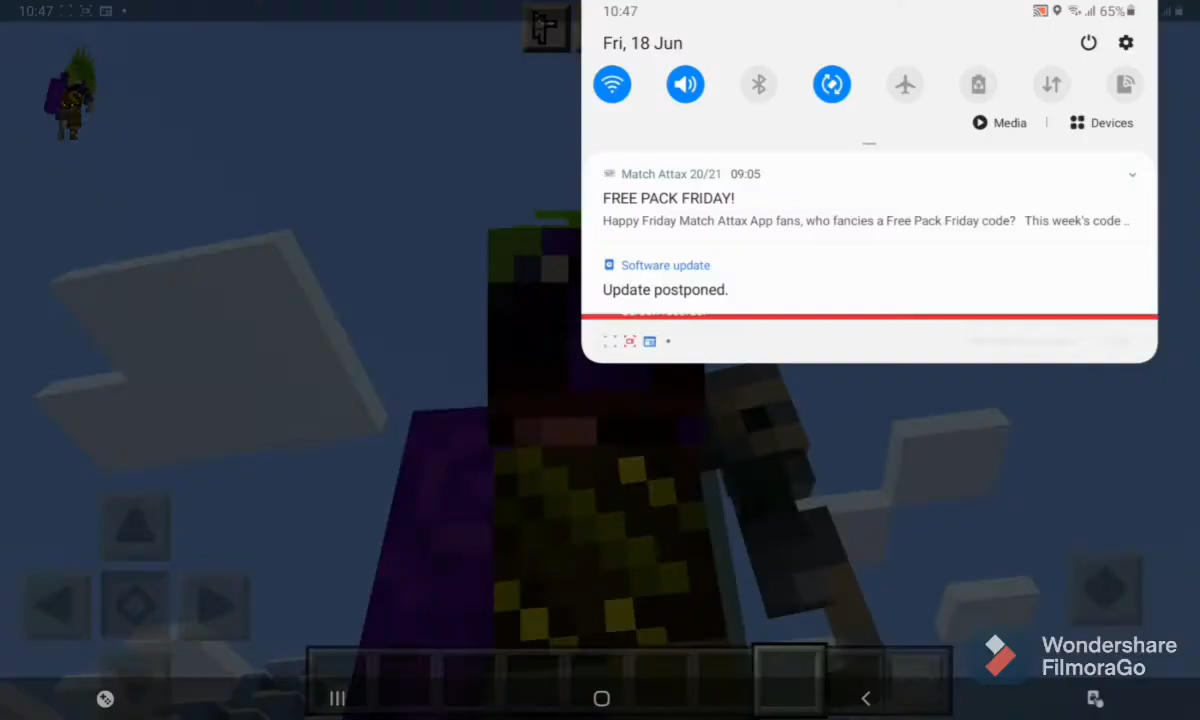 10:47
10:47
65%
Fri, 18 Jun
Media
Devices
Match Attax 20/21 09:05
FREE PACK FRIDAY!
Happy Friday Match Attax App fans, who fancies a Free Pack Friday code? This week's code ..
Software update
Update postponed.
Wondershare
FilmoraGo